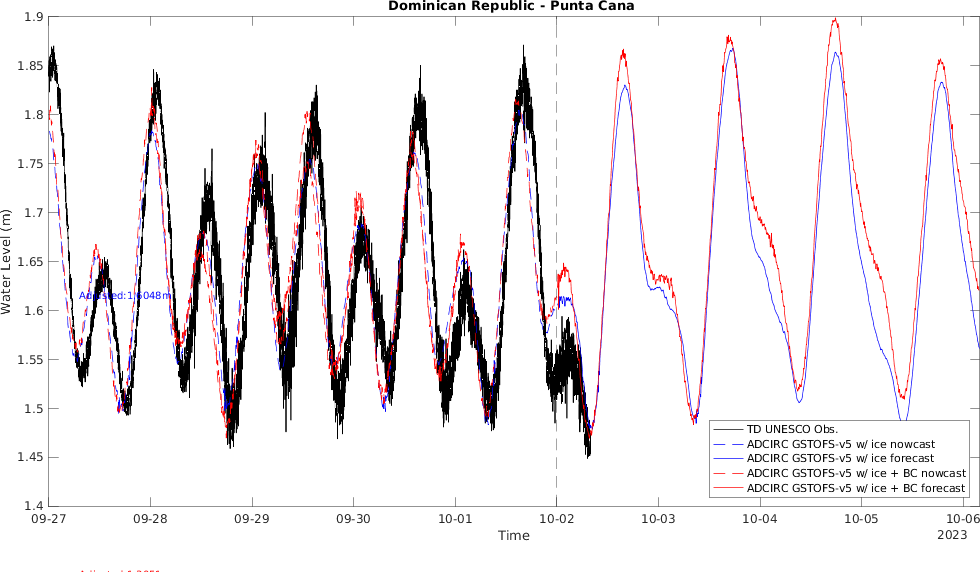 Dominican Republic - Punta Cana
1.9
1.85
1.8
1.75
1.7
1.65
1.6
1.55
1.5
1.45
1.4
Water Level (m)
TD UNESCO Obs.
ADCIRC GSTOFS-v5 w/ ice nowcast
ADCIRC GSTOFS-v5 w/ ice forecast
ADCIRC GSTOFS-v5 w/ ice + BC nowcast
ADCIRC GSTOFS-v5 w/ ice + BC forecast
09-27
09-28
09-29
09-30
10-01
10-02
10-03
10-04
10-05
10-06
Time
2023